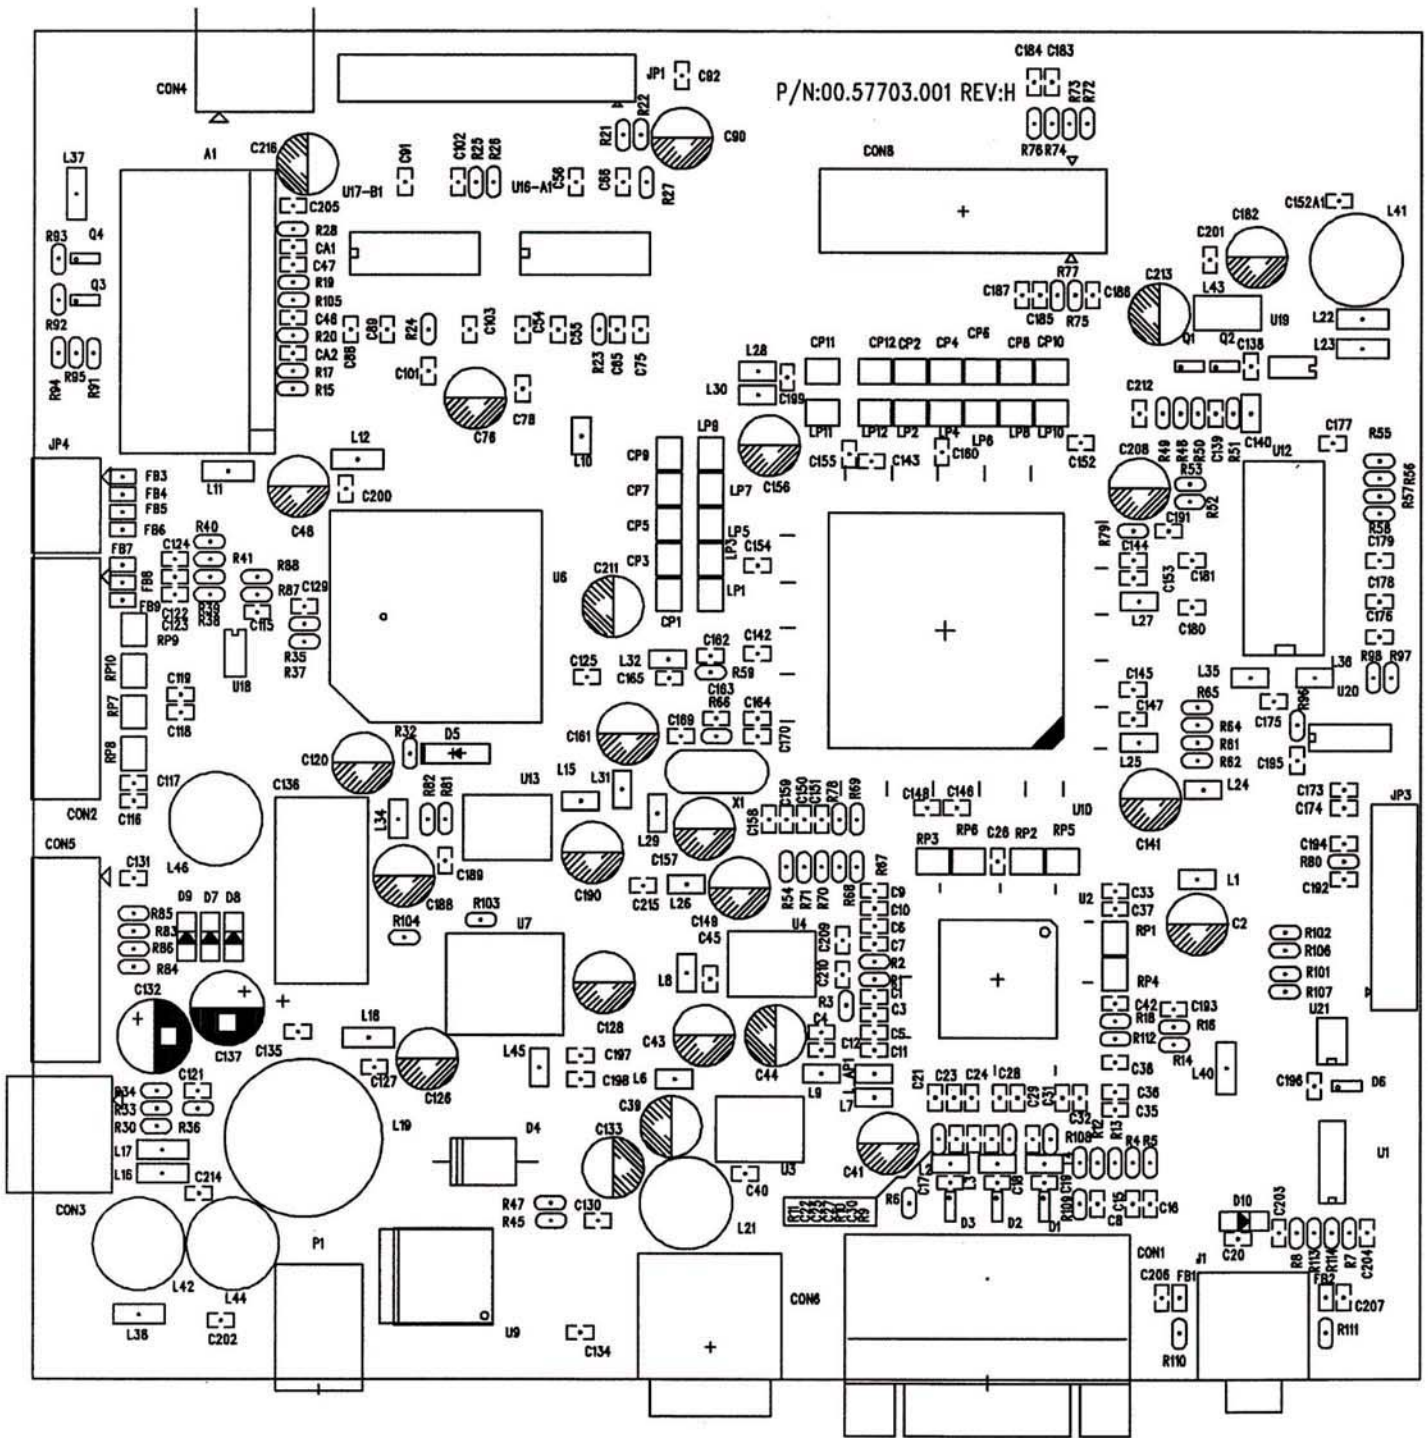 C184 C183
JP1 C92
P/N:00.57703.001 REV:H
R73 R72
CON4
R21 R22
C90
A1 C216
L37
C91 C102 R25 R26
C56 C66 R27
U17-B1 U16-A1
CON8
R76 R74
C152A1 L41
C205
C182
C201
R28
R93 Q4
CA1
C47
R19
Q3
R105
R92
C46
R20
CA2
R17
R15
C88 C89 R24 C103 C54 C55 R23 C65 C75
R77
C187 C186
C185 R75
C213 L43 U19
L22
Q1 Q2 C138
L23
R94 R95 R91
C101
C76 C78
L28
L30 C199
CP11 CP12 CP2 CP4 CP6 CP8 CP10
LP11 LP12 LP2 LP4 LP6 LP8 LP10
C212
R49 R48 R50 C139 R51 C140
U12 C177 R55
JP4
L12 L10
LP9
CP9
C156
C155 C143 C160 C152
C208
R53
R52
R56
R57
R58
FB3
FB4
FB5
FB6
L11
C48
C200
CP7 LP7
CP5 LP5
CP3 LP3
C154
R79 C191
C144
C153
C181
C179
R40
FB7 C124
R41
FB8
R88
R87
C129
U6
C211
LP1
CP1
L27
C180
C178
C176
FB9
C122
C123
R39
R38
C115
RP9
RP10
U18
R35
R37
C119
C118
RP7
RP8
C162
C142
C125 L32
C165
R59
C163
C164
R66
C169
C170
C161
C145
C147
R65
R64
R61
R62
L35 L36
U20
R98 R97
C175
R96
C195
C117
C116
CON2
R32 D5
C120
C136
U13 L15 L31
R82 R81
L34
L29
X1
L25
L24
C158 C159 C150 C151 R78 R69
C148 C146
U10
C141
C173
C174
JP3
CON5
L46
C131
C189
C188
C190
C157
RP3 RP6 C26 RP2 RP5
C194
R80
C192
C215 L26
C149
R54 R71 R70 R68 R67
C9
C10
C6
C7
R2
R1
C1
C3
C5
C11
U2 C33
C37
RP1
RP4
C42
R18
R112
C38
C36
C35
L1
C2
D9 D7 D8
R85
R83
R86
R84
R103
R104
U7
C45
U4
C209
C210
L8
R3
C4
C12
R102
R106
R101
R107
C132
C137
C135
L18
C128
C43
C44
C193
R16
R14
U21
C127
C126
L45
C197
C198
L6
L9
AP1
L7
L40
C196 D6
C121
R34
R33
R30
R36
L19
L17
L16
D4
C39
C133
U3
C40
C41
C21 C23 C24 C28 C29 C31 C32
R108 R12 R13 R4 R5
U1
C214
R47
R45
C130
L21
R6
C17
L3
C18
C19
D3 D2 D1
R109 C8 C15 C16
D10
C203
C20
R8 R113 R114 R7 C204
CON3
L42 L44
P1
L38
C202
U9
C134
CON6
CON1
J1
C206 FB1
FB2
C207
R110
R111